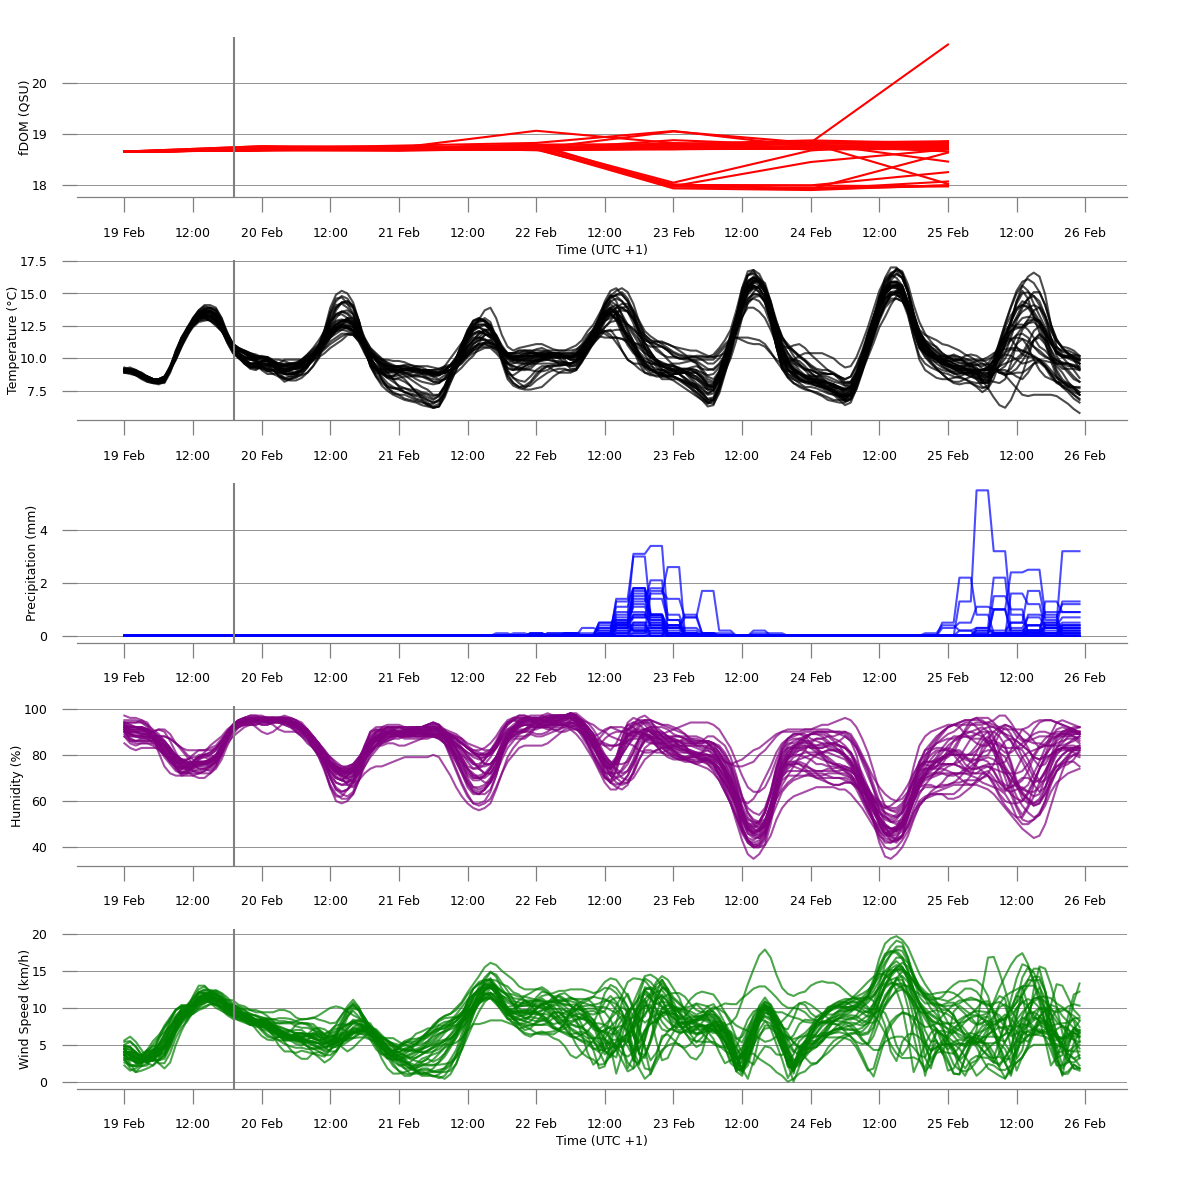 fDOM (QSU)
20
19
18
19 Feb 12:00 20 Feb 12:00 21 Feb 12:00 22 Feb 12:00 23 Feb 12:00 24 Feb 12:00 25 Feb 12:00 26 Feb
Time (UTC +1)
Temperature (°C)
17.5
15.0
12.5
10.0
7.5
19 Feb 12:00 20 Feb 12:00 21 Feb 12:00 22 Feb 12:00 23 Feb 12:00 24 Feb 12:00 25 Feb 12:00 26 Feb
Precipitation (mm)
4
2
0
19 Feb 12:00 20 Feb 12:00 21 Feb 12:00 22 Feb 12:00 23 Feb 12:00 24 Feb 12:00 25 Feb 12:00 26 Feb
Humidity (%)
100
80
60
40
19 Feb 12:00 20 Feb 12:00 21 Feb 12:00 22 Feb 12:00 23 Feb 12:00 24 Feb 12:00 25 Feb 12:00 26 Feb
Wind Speed (km/h)
20
15
10
5
0
19 Feb 12:00 20 Feb 12:00 21 Feb 12:00 22 Feb 12:00 23 Feb 12:00 24 Feb 12:00 25 Feb 12:00 26 Feb
Time (UTC +1)